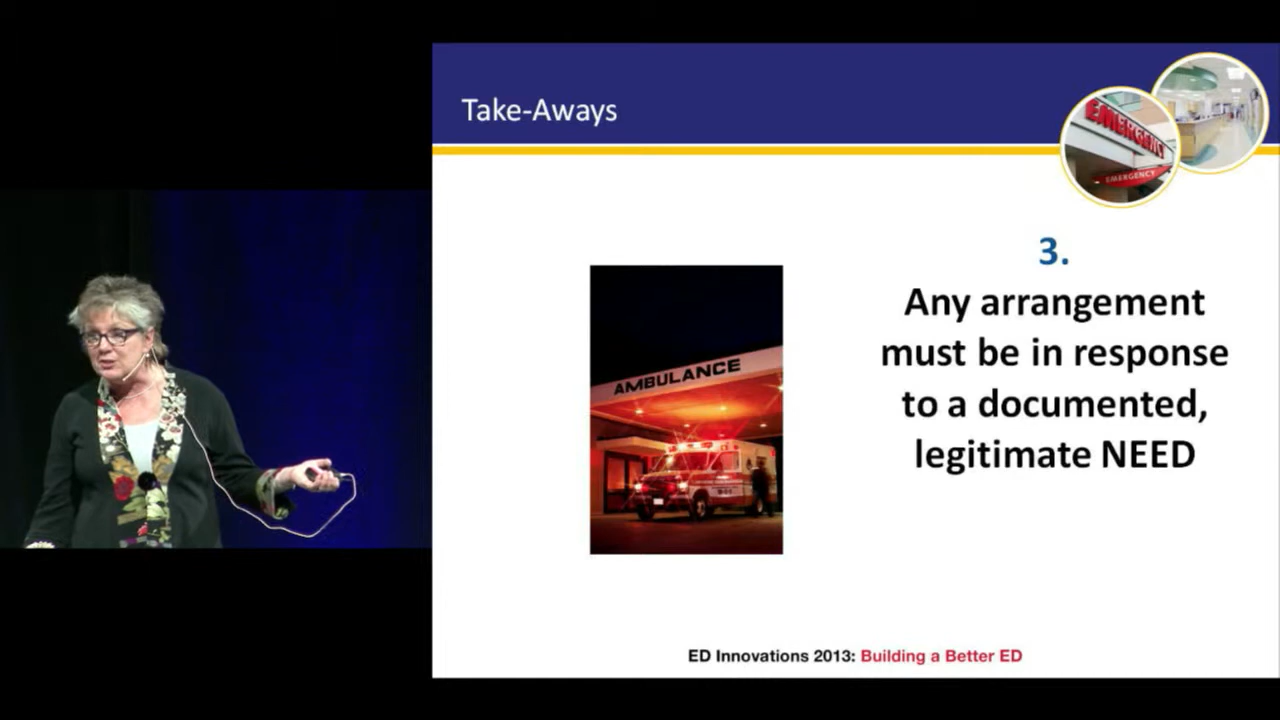 Take-Aways
EMERGENCY
EMERGENCY
3.
Any arrangement
must be in response
to a documented,
legitimate NEED
AMBULANCE
ED Innovations 2013: Building a Better ED